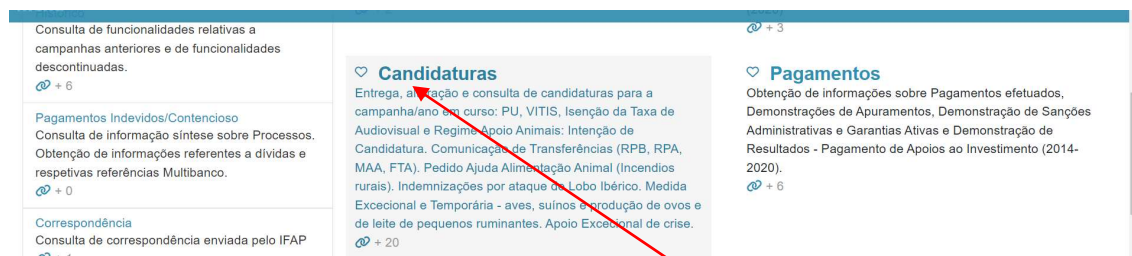 Consulta de funcionalidades relativas a
campanhas anteriores e de funcionalidades
descontinuadas.
+ 6
Pagamentos Indevidos/Contencioso
Consulta de informação síntese sobre Processos.
Obtenção de informações referentes a dívidas e
respetivas referências Multibanco.
+ 0
Correspondência
Consulta de correspondência enviada pelo IFAP
Candidaturas
Entrega, alteração e consulta de candidaturas para a
campanha/ano em curso: PU, VITIS, Isenção da Taxa de
Audiovisual e Regime Apoio Animais: Intenção de
Candidatura. Comunicação de Transferências (RPB, RPA,
MAA, FTA). Pedido Ajuda Alimentação Animal (Incendios
rurais). Indemnizações por ataque de Lobo Ibérico. Medida
Excecional e Temporária - aves, suínos e produção de ovos e
de leite de pequenos ruminantes. Apoio Excecional de crise.
+ 20
+ 3
Pagamentos
Obtenção de informações sobre Pagamentos efetuados,
Demonstrações de Apuramentos, Demonstração de Sanções
Administrativas e Garantias Ativas e Demonstração de
Resultados - Pagamento de Apoios ao Investimento (2014-
2020).
+ 6